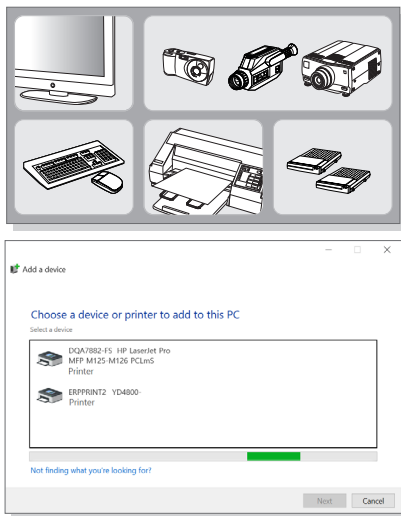 Add a device
Choose a device or printer to add to this PC
Select a device
DQA7882-F5 HP LaserJet Pro
MFP M125-M126 PCLmS
Printer
ERPPRINT2 YD4800-
Printer
Not finding what you're looking for?
Next Cancel